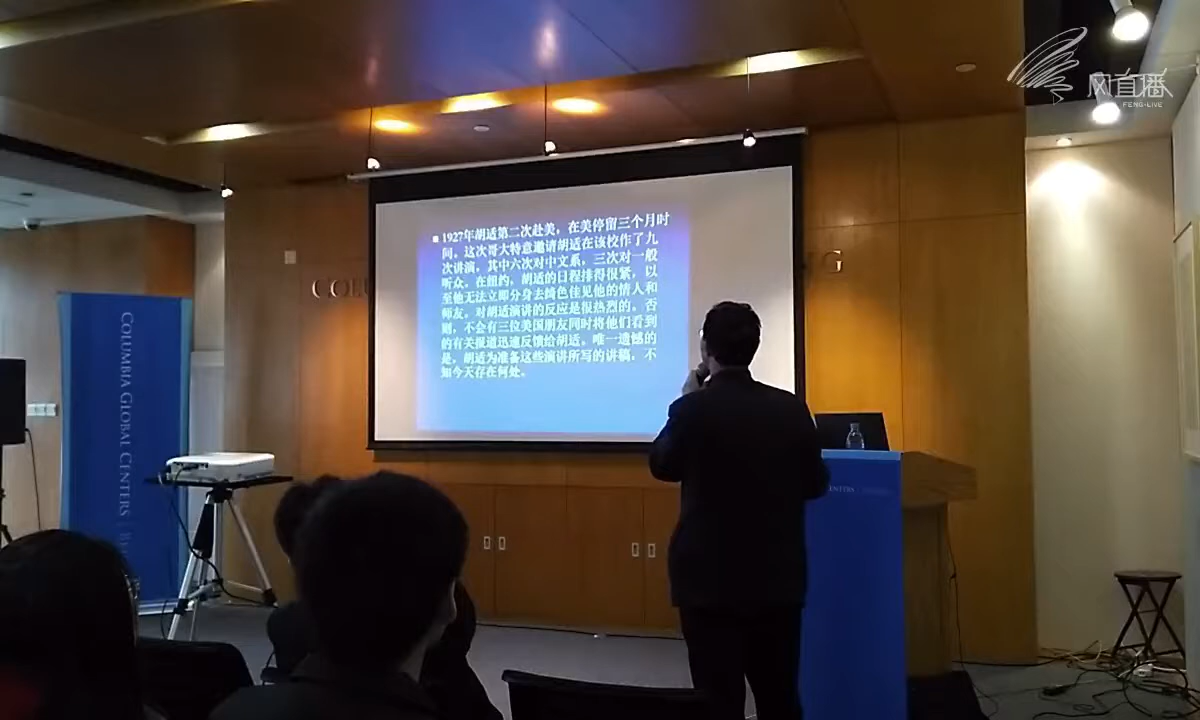 风直播
FENG-LIVE
1927年胡适第二次赴美，在美停留三个月时
间。这次哥大特意邀请胡适在该校作了九
次讲演，其中六次对中文系，三次对一般
听众。在纽约，胡适的日程排得很紧，以
至他无法立即分身去绮色佳见他的情人和
师友。对胡适演讲的反应是很热烈的。否
则，不会有三位美国朋友同时将他们看到
的有关报道迅速反馈给胡适。唯一遗憾的
是，胡适为准备这些演讲所写的讲稿，不
知今天存在何处。
COLUMBIA GLOBAL CENTERS